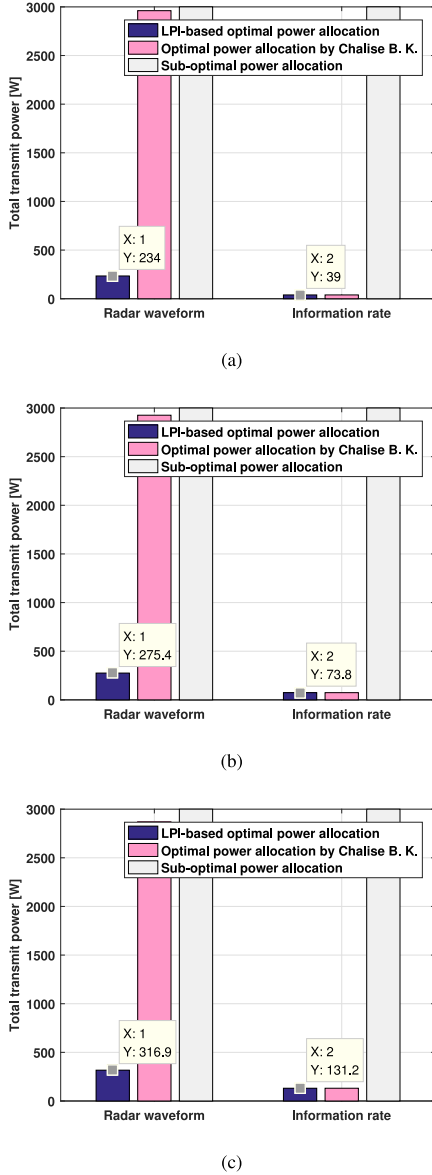 3000
2500
2000
1500
1000
500
0
Total transmit power [W]
LPI-based optimal power allocation
Optimal power allocation by Chalise B. K.
Sub-optimal power allocation
X: 1
Y: 234
X: 2
Y: 39
Radar waveform
Information rate
(a)
3000
2500
2000
1500
1000
500
0
Total transmit power [W]
LPI-based optimal power allocation
Optimal power allocation by Chalise B. K.
Sub-optimal power allocation
X: 1
Y: 275.4
X: 2
Y: 73.8
Radar waveform
Information rate
(b)
3000
2500
2000
1500
1000
500
0
Total transmit power [W]
LPI-based optimal power allocation
Optimal power allocation by Chalise B. K.
Sub-optimal power allocation
X: 1
Y: 316.9
X: 2
Y: 131.2
Radar waveform
Information rate
(c)